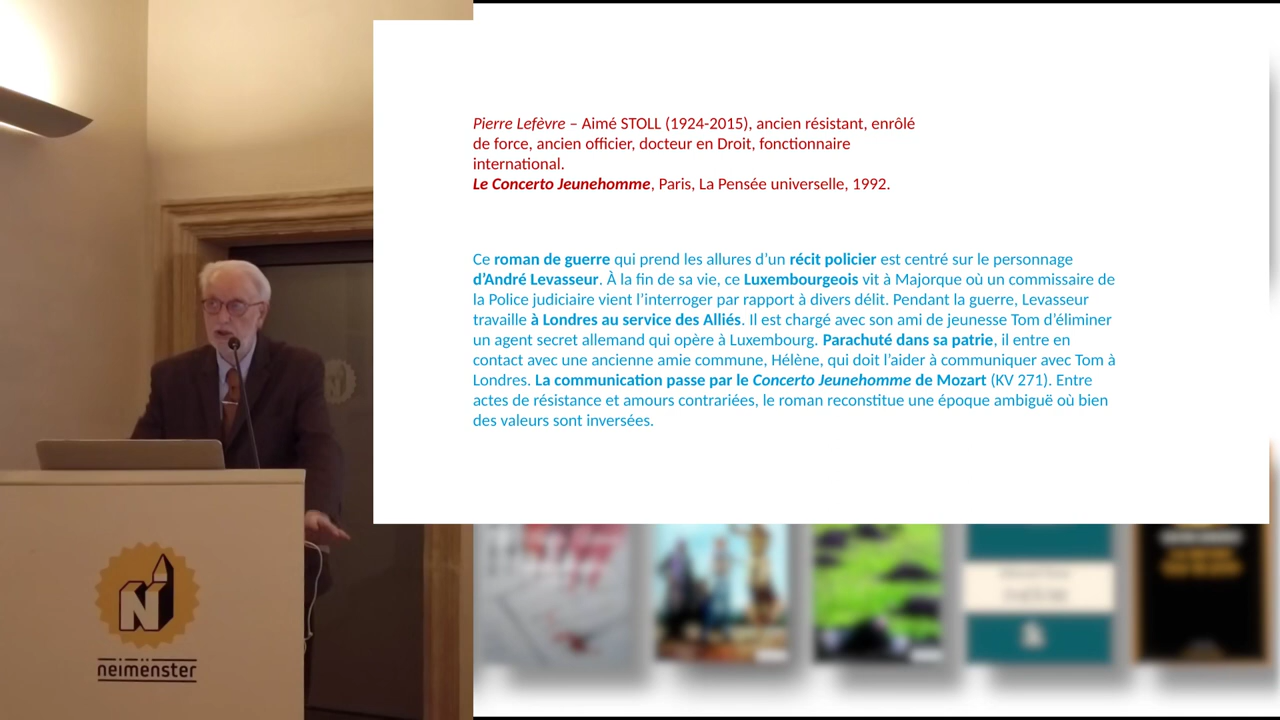 Pierre Lefèvre – Aimé STOLL (1924-2015), ancien résistant, enrôlé
de force, ancien officier, docteur en Droit, fonctionnaire
international.
Le Concerto Jeunehomme, Paris, La Pensée universelle, 1992.
Ce roman de guerre qui prend les allures d’un récit policier est centré sur le personnage
d’André Levasseur. À la fin de sa vie, ce Luxembourgeois vit à Majorque où un commissaire de
la Police judiciaire vient l’interroger par rapport à divers délit. Pendant la guerre, Levasseur
travaille à Londres au service des Alliés. Il est chargé avec son ami de jeunesse Tom d’éliminer
un agent secret allemand qui opère à Luxembourg. Parachuté dans sa patrie, il entre en
contact avec une ancienne amie commune, Hélène, qui doit l’aider à communiquer avec Tom à
Londres. La communication passe par le Concerto Jeunehomme de Mozart (KV 271). Entre
actes de résistance et amours contrariées, le roman reconstitue une époque ambiguë où bien
des valeurs sont inversées.
N
neimënster